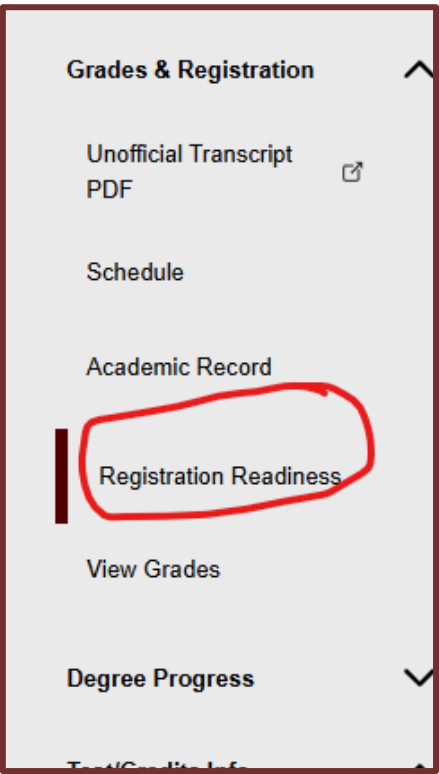 Grades & Registration
Unofficial Transcript
PDF
Schedule
Academic Record
Registration Readiness
View Grades
Degree Progress